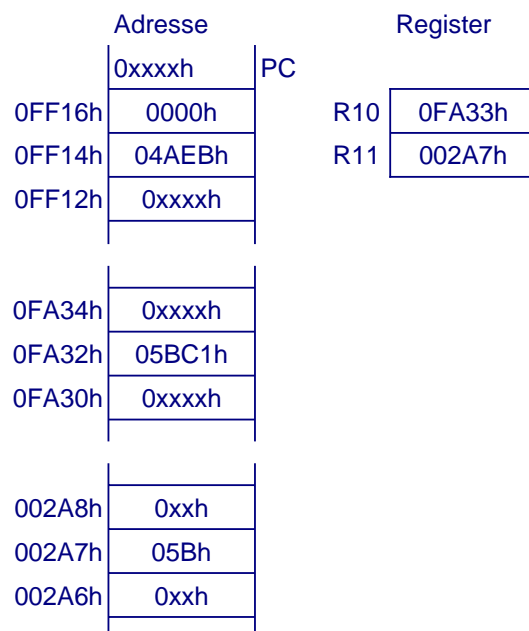 Adresse Register
0xxxxh PC
0FF16h 0000h R10 0FA33h
0FF14h 04AEBh R11 002A7h
0FF12h 0xxxxh
0FA34h 0xxxxh
0FA32h 05BC1h
0FA30h 0xxxxh
002A8h 0xxh
002A7h 05Bh
002A6h 0xxh